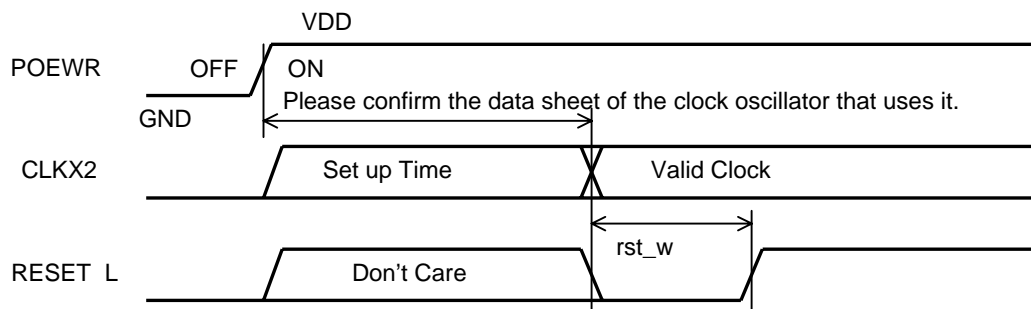 VDD
POEWR OFF ON
Please confirm the data sheet of the clock oscillator that uses it.
GND
CLKX2 Set up Time Valid Clock
rst_w
RESET L Don't Care